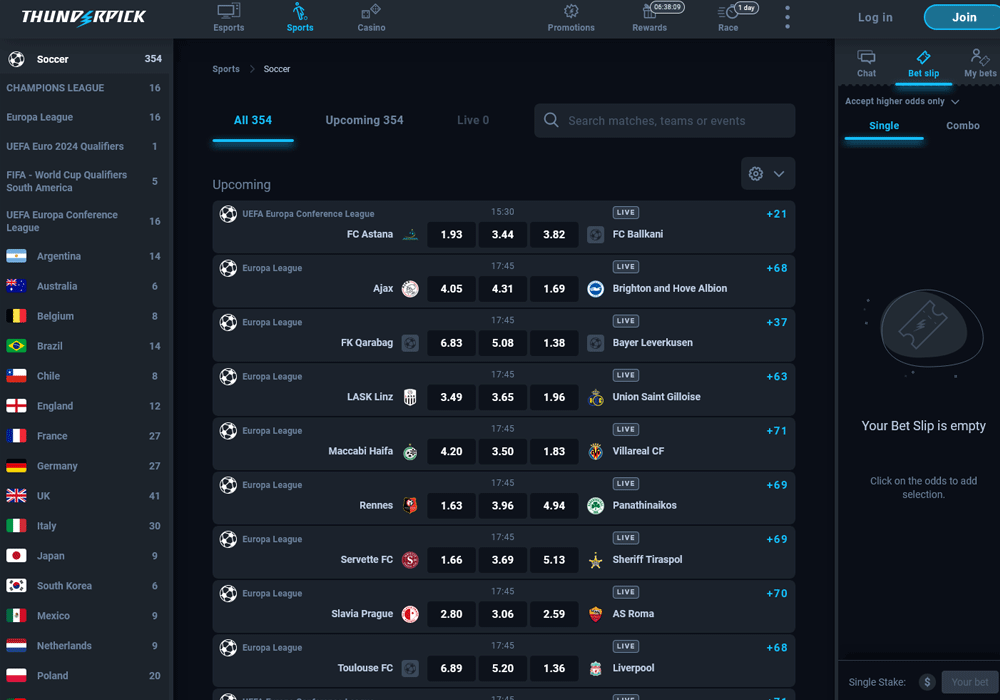 THUNDERPICK
Esports
Sports
Casino
Promotions
06:38:09
Rewards
1 day
Race
Log in
Join
Soccer 354
CHAMPIONS LEAGUE 16
Europa League 16
UEFA Euro 2024 Qualifiers 1
FIFA - World Cup Qualifiers
South America 5
UEFA Europa Conference
League 16
Argentina 14
Australia 6
Belgium 8
Brazil 14
Chile 8
England 12
France 27
Germany 27
UK 41
Italy 30
Japan 9
South Korea 6
Mexico 9
Netherlands 9
Poland 20
Sports > Soccer
All 354
Upcoming 354
Live 0
Search matches, teams or events
Upcoming
UEFA Europa Conference League 15:30 LIVE +21
FC Astana 1.93 3.44 3.82 FC Ballkani
Europa League 17:45 LIVE +68
Ajax 4.05 4.31 1.69 Brighton and Hove Albion
Europa League 17:45 LIVE +37
FK Qarabag 6.83 5.08 1.38 Bayer Leverkusen
Europa League 17:45 LIVE +63
LASK Linz 3.49 3.65 1.96 Union Saint Gilloise
Europa League 17:45 LIVE +71
Maccabi Haifa 4.20 3.50 1.83 Villareal CF
Europa League 17:45 LIVE +69
Rennes 1.63 3.96 4.94 Panathinaikos
Europa League 17:45 LIVE +69
Servette FC 1.66 3.69 5.13 Sheriff Tiraspol
Europa League 17:45 LIVE +70
Slavia Prague 2.80 3.06 2.59 AS Roma
Europa League 17:45 LIVE +68
Toulouse FC 6.89 5.20 1.36 Liverpool
Chat
Bet slip
My bets
Accept higher odds only
Single
Combo
Your Bet Slip is empty
Click on the odds to add
selection.
Single Stake: $ Your bet